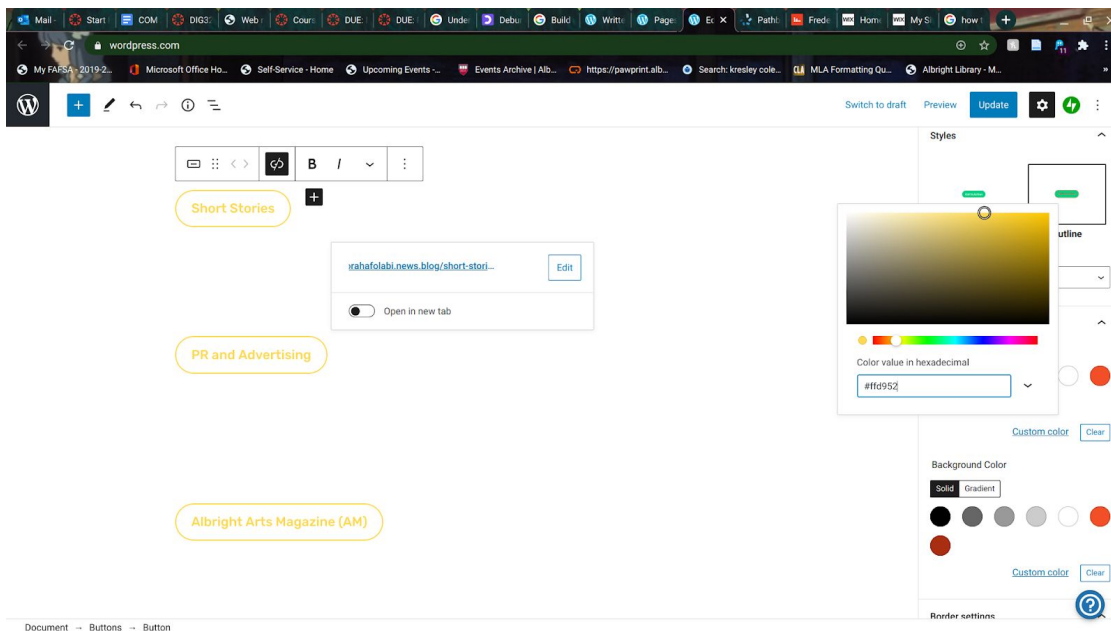 Mail - Start COM DIG3: Web Cours DUE: DUE: Under Debu Build Writte Page: Ec Pathb Frede Home My Si how t
wordpress.com
My FAFSA - 2019-2... Microsoft Office Ho... Self-Service - Home Upcoming Events -... Events Archive | Alb... https://pawprint.alb... Search: kresley cole... MLA Formatting Qu... Albright Library - M... »
Switch to draft Preview Update
Styles
B I
Short Stories
utline
rahafolabi.news.blog/short-stori... Edit
Open in new tab
PR and Advertising
Color value in hexadecimal
#ffd952
Custom color Clear
Background Color
Solid Gradient
Albright Arts Magazine (AM)
Custom color Clear
Border settings
Document → Buttons → Button